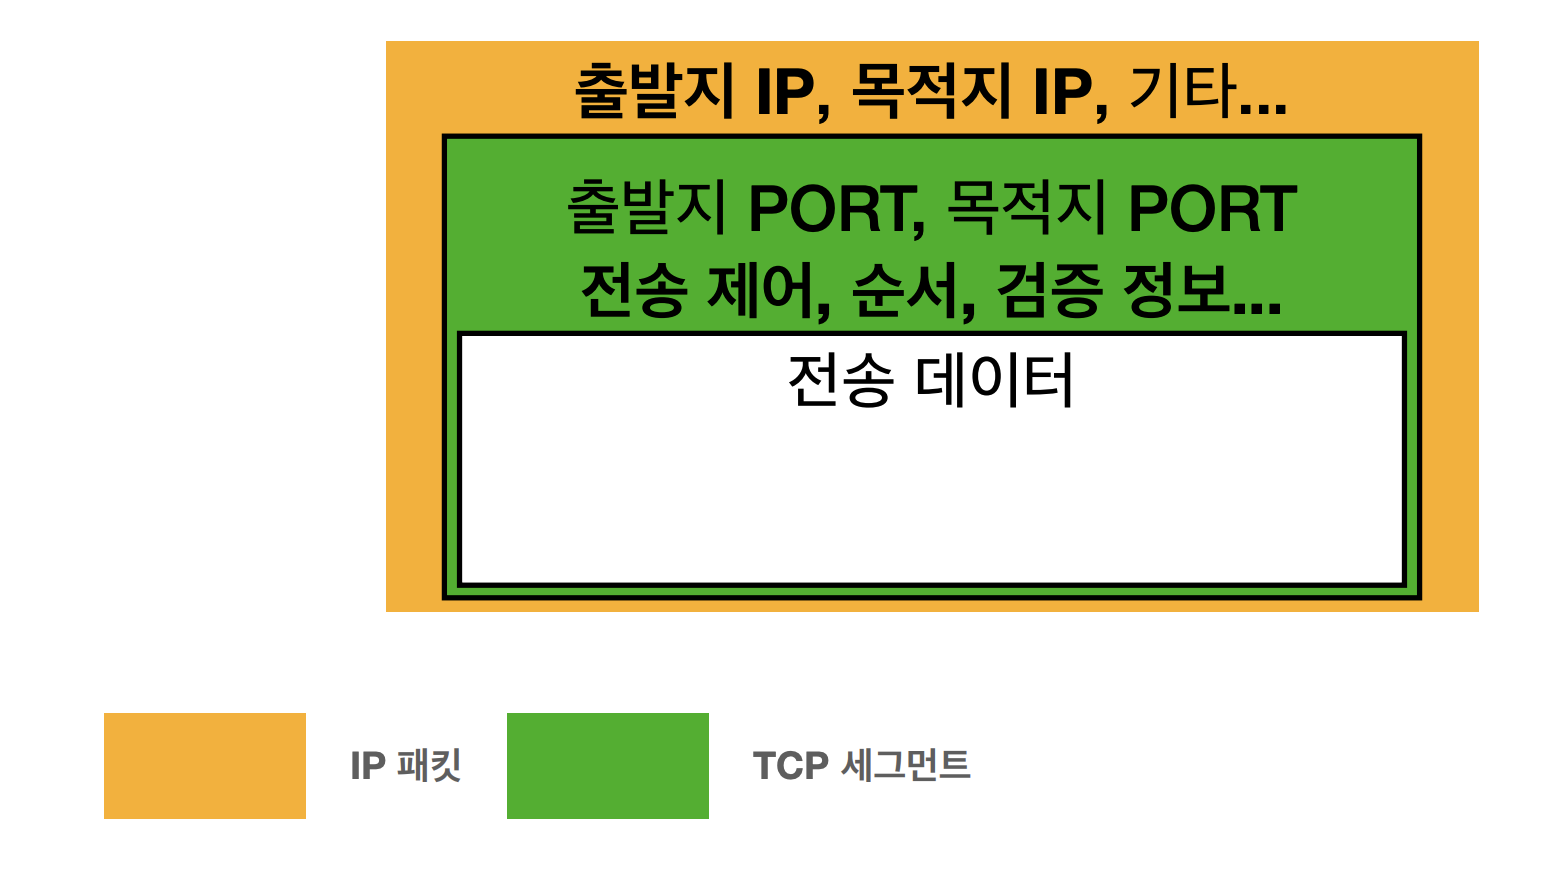 출발지 IP, 목적지 IP, 기타...
출발지 PORT, 목적지 PORT
전송 제어, 순서, 검증 정보...
전송 데이터
IP 패킷
TCP 세그먼트